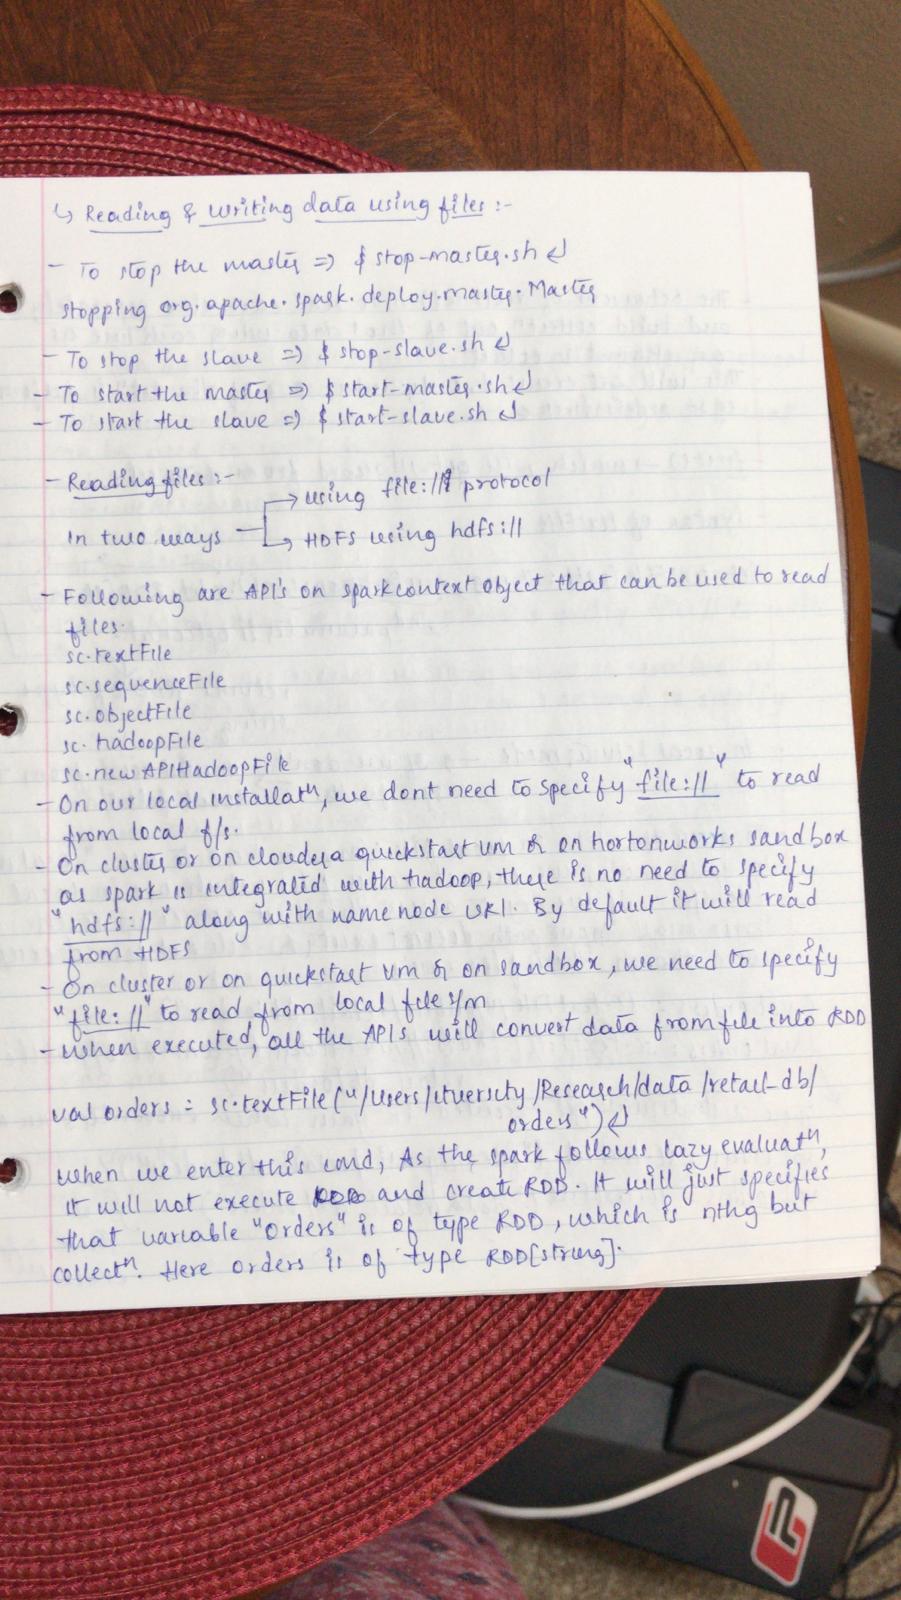 ↳ Reading & writing data using files :-
- To stop the master => $ stop-master.sh ↲
stopping org.apache.spark.deploy.master.Master
- To stop the slave => $ stop-slave.sh ↲
- To start the master => $ start-master.sh ↲
- To start the slave => $ start-slave.sh ↲
- Reading files :-
→ using file:/// protocol
In two ways
→ HDFS using hdfs://
- Following are API's on sparkcontext object that can be used to read
files.
sc.textFile
sc.sequenceFile
sc.objectFile
sc.hadoopFile
sc.newAPIHadoopFile
- On our local installatⁿ, we dont need to specify "file://" to read
from local f/s.
- On cluster or on cloudera quickstart vm or on hortonworks sandbox
as spark is integrated with hadoop, there is no need to specify
"hdfs://" along with name node URI. By default it will read
from HDFS
- On cluster or on quickstart vm or on sandbox, we need to specify
"file://" to read from local file s/m
- When executed, all the APIs will convert data from file into RDD
val orders = sc.textFile("/Users/itversity/Research/data/retail_db/
orders") ↲
When we enter this cmd, As the spark follows lazy evaluatⁿ,
it will not execute and create RDD. It will just specifies
that variable "orders" is of type RDD, which is nthg but
collectⁿ. Here orders is of type RDD[string].